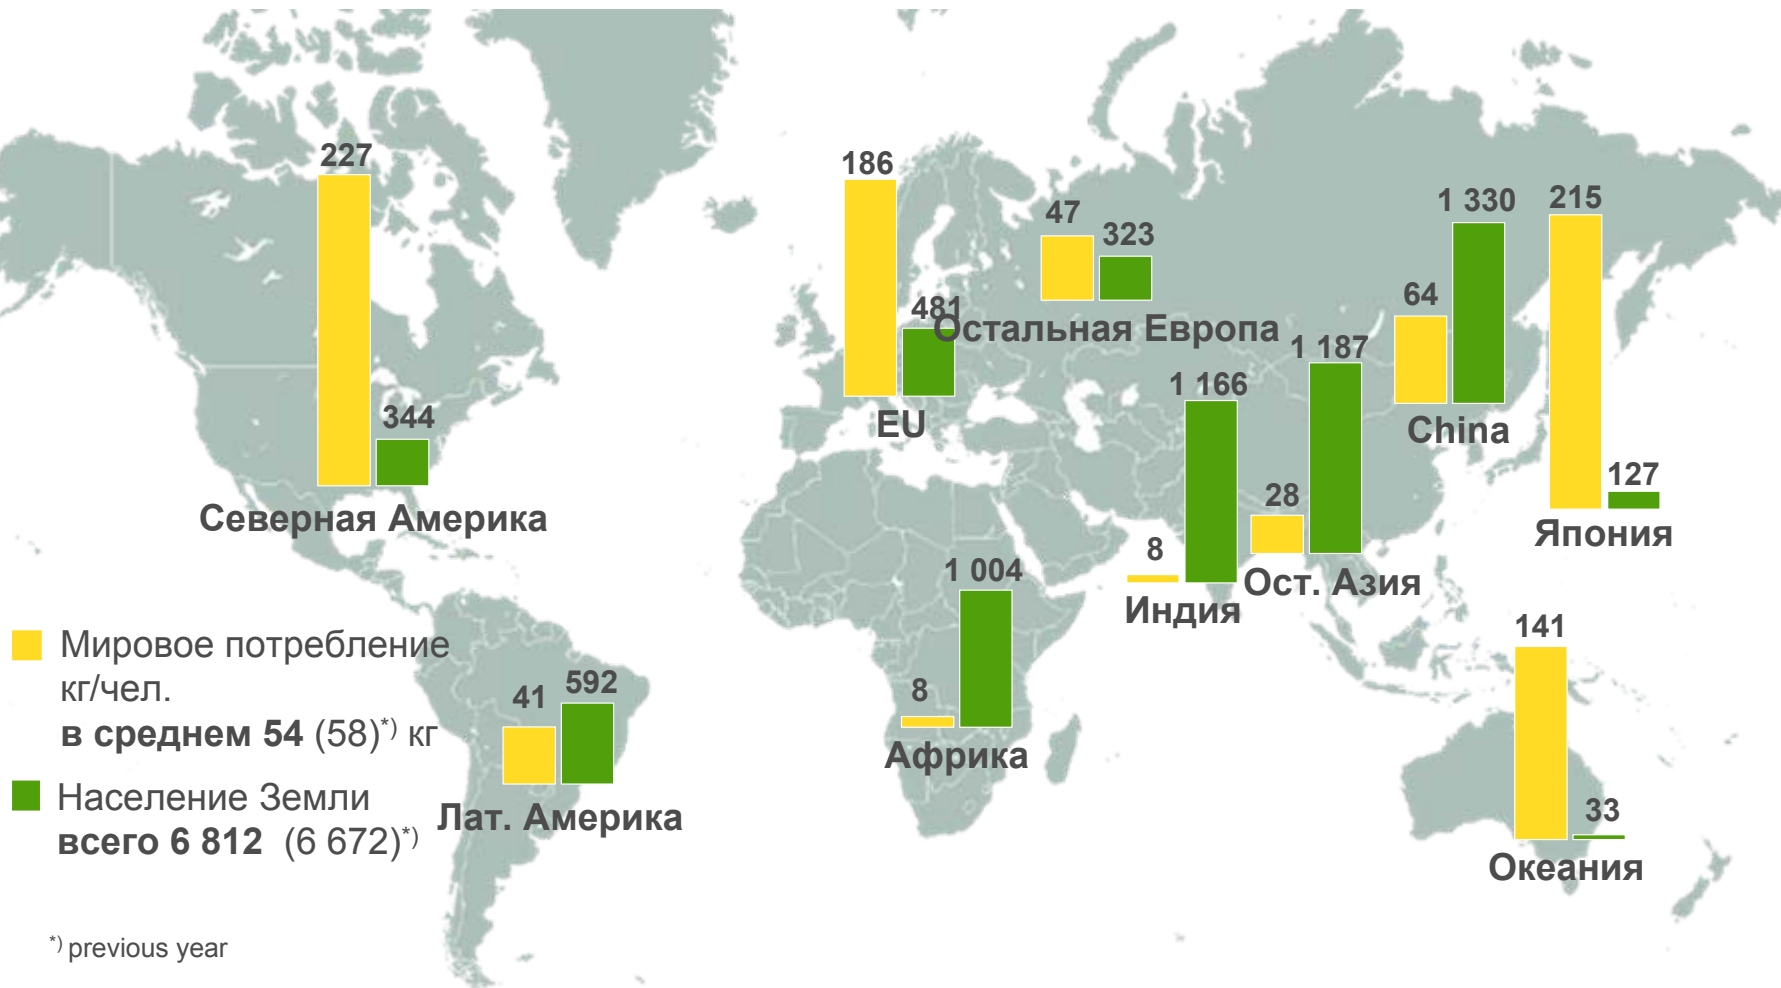 227
344
Северная Америка
186
481
EU
47
323
Остальная Европа
1 330
64
China
215
127
Япония
1 187
28
Ост. Азия
1 166
8
Индия
1 004
8
Африка
41
592
Лат. Америка
141
33
Океания
Мировое потребление
кг/чел.
в среднем 54 (58)*) кг
Население Земли
всего 6 812 (6 672)*)
*) previous year